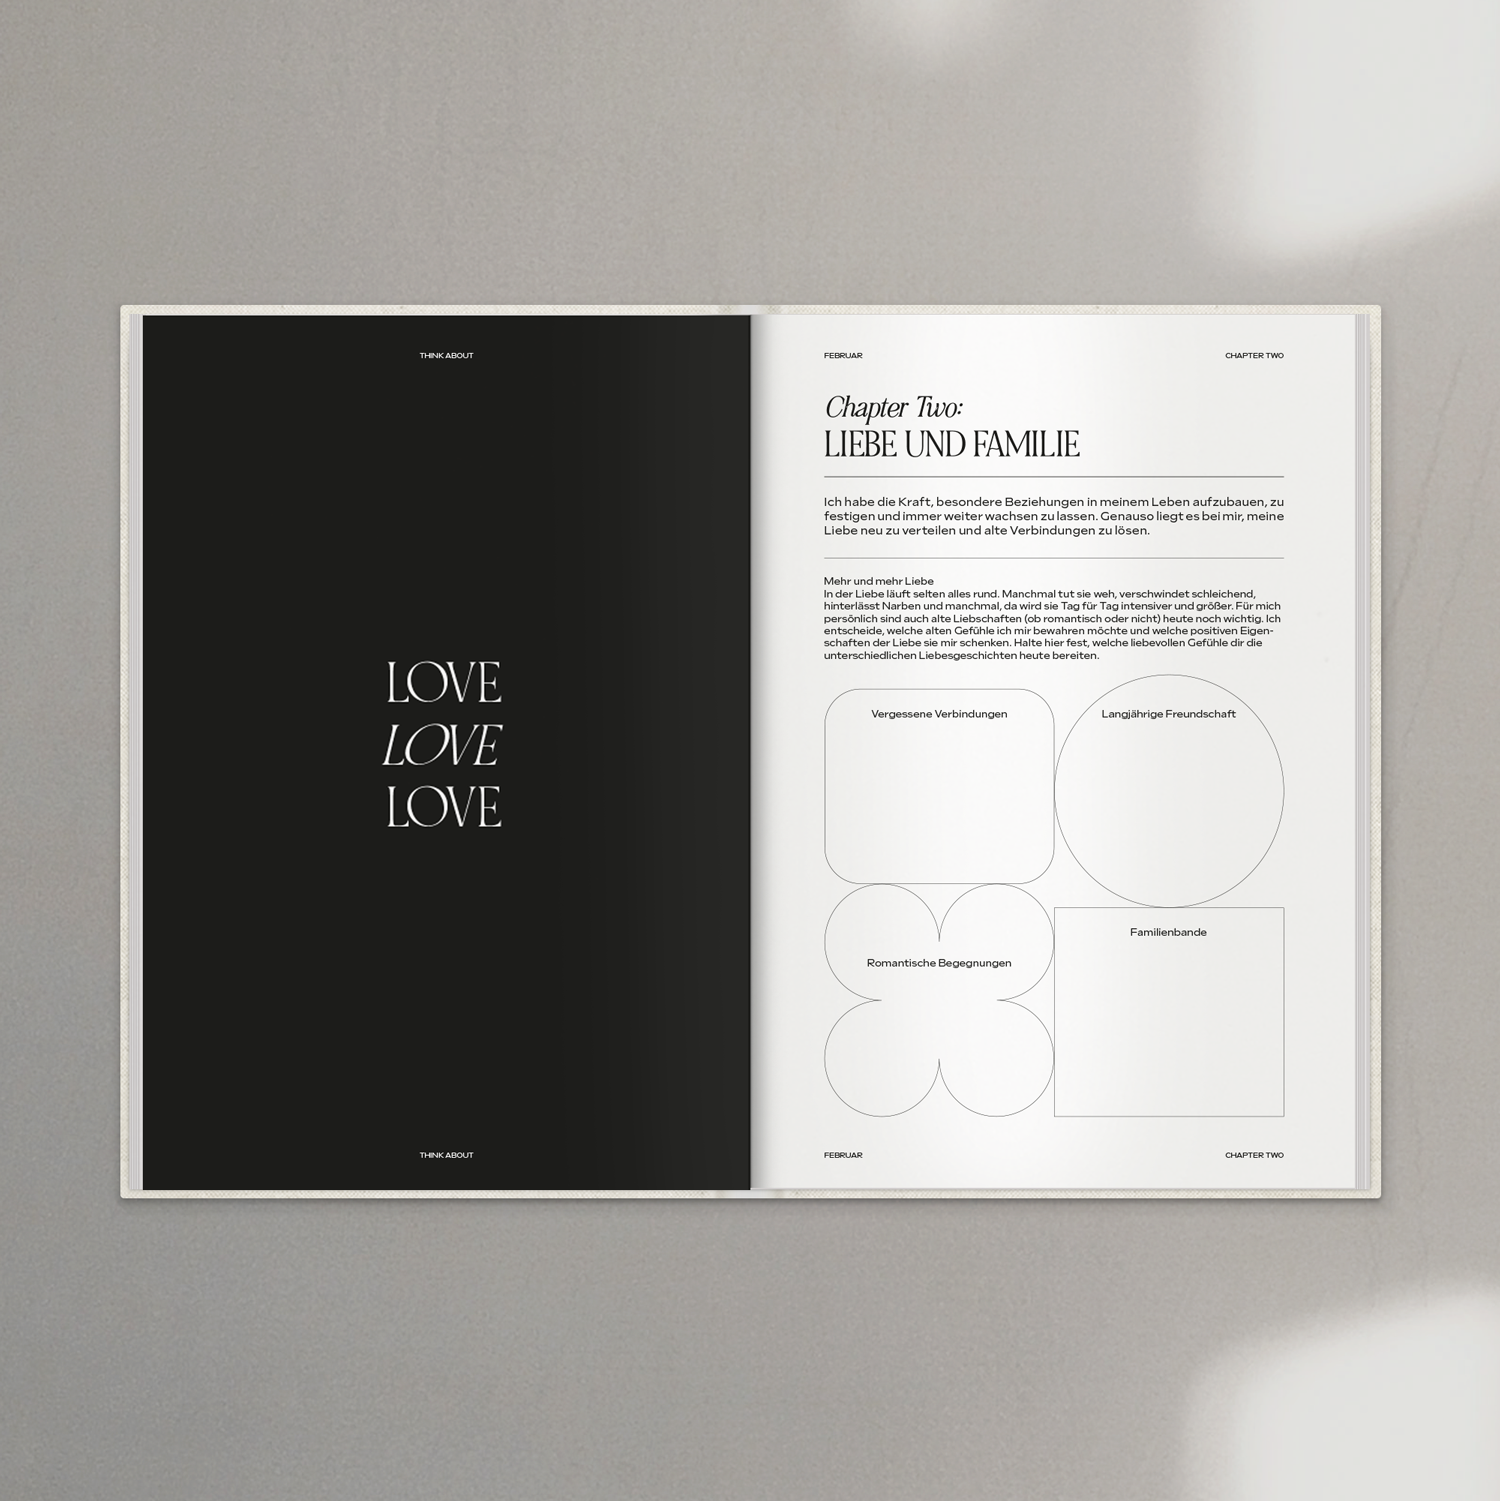 THINK ABOUT
LOVE
LOVE
LOVE
THINK ABOUT
FEBRUAR
CHAPTER TWO
Chapter Two:
LIEBE UND FAMILIE
Ich habe die Kraft, besondere Beziehungen in meinem Leben aufzubauen, zu
festigen und immer weiter wachsen zu lassen. Genauso liegt es bei mir, meine
Liebe neu zu verteilen und alte Verbindungen zu lösen.
Mehr und mehr Liebe
In der Liebe läuft selten alles rund. Manchmal tut sie weh, verschwindet schleichend,
hinterlässt Narben und manchmal, da wird sie Tag für Tag intensiver und größer. Für mich
persönlich sind auch alte Liebschaften (ob romantisch oder nicht) heute noch wichtig. Ich
entscheide, welche alten Gefühle ich mir bewahren möchte und welche positiven Eigen-
schaften der Liebe sie mir schenken. Halte hier fest, welche liebevollen Gefühle dir die
unterschiedlichen Liebesgeschichten heute bereiten.
Vergessene Verbindungen
Langjährige Freundschaft
Romantische Begegnungen
Familienbande
FEBRUAR
CHAPTER TWO